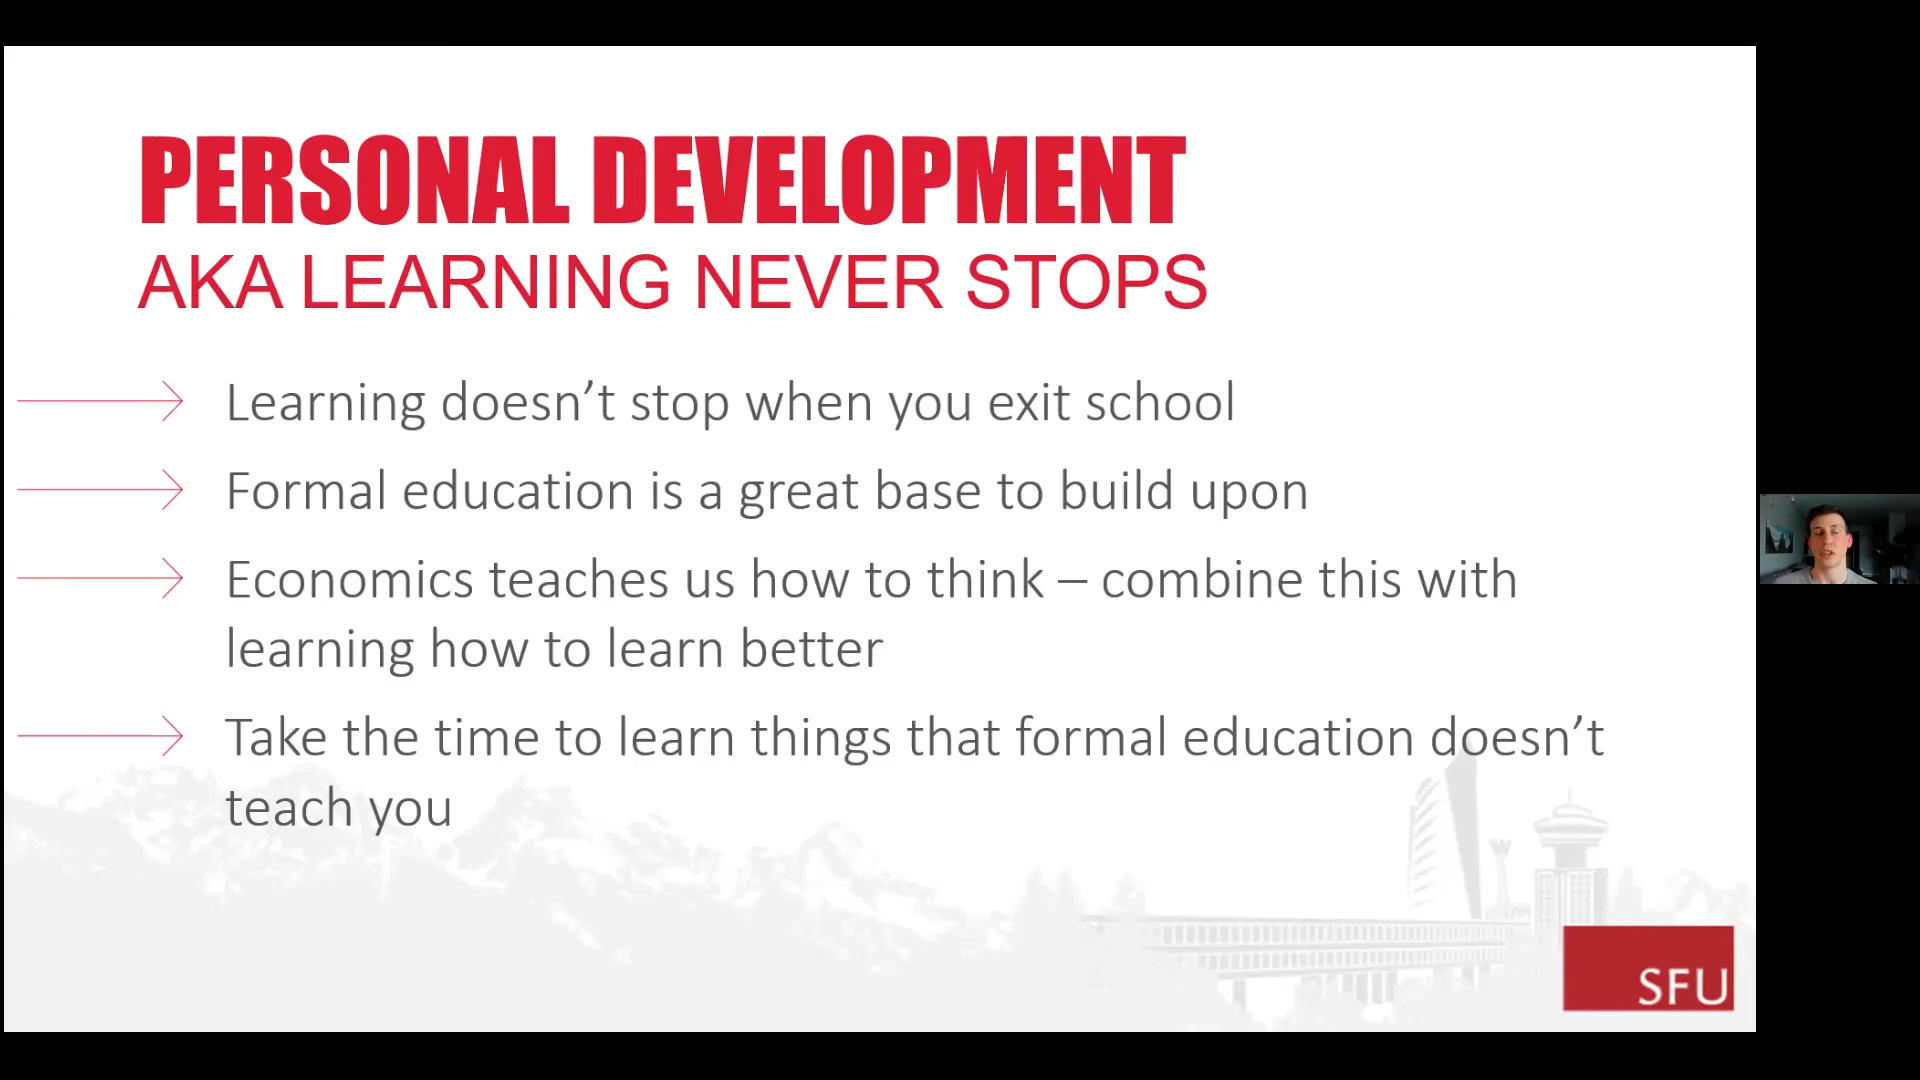 PERSONAL DEVELOPMENT
AKA LEARNING NEVER STOPS
Learning doesn’t stop when you exit school
Formal education is a great base to build upon
Economics teaches us how to think – combine this with
learning how to learn better
Take the time to learn things that formal education doesn’t
teach you
SFU